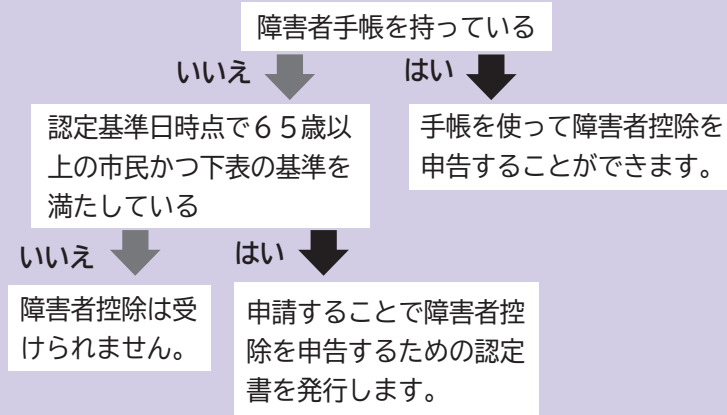 障害者手帳を持っている
いいえ
はい
認定基準日時点で６５歳以
上の市民かつ下表の基準を
満たしている
手帳を使って障害者控除を
申告することができます。
いいえ
はい
障害者控除は受
けられません。
申請することで障害者控
除を申告するための認定
書を発行します。